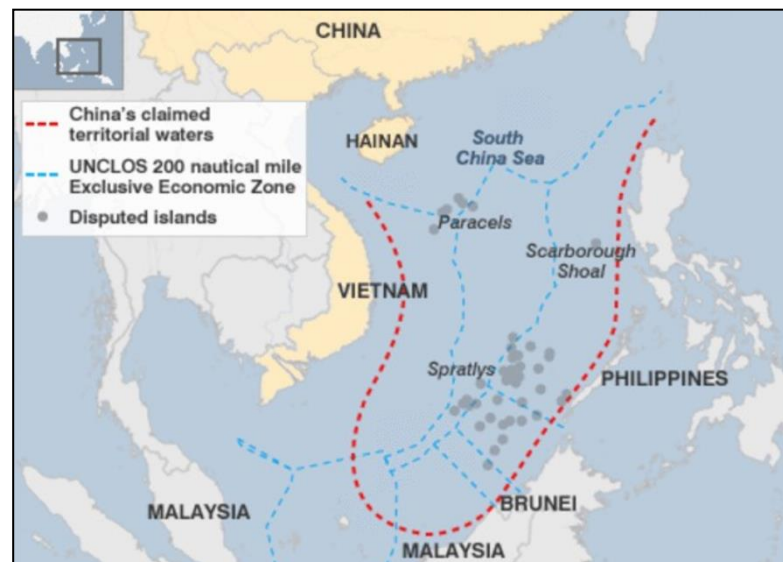 CHINA
China's claimed
territorial waters
UNCLOS 200 nautical mile
Exclusive Economic Zone
Disputed islands
HAINAN
South
China Sea
Paracels
Scarborough
Shoal
VIETNAM
Spratlys
PHILIPPINES
MALAYSIA
BRUNEI
MALAYSIA